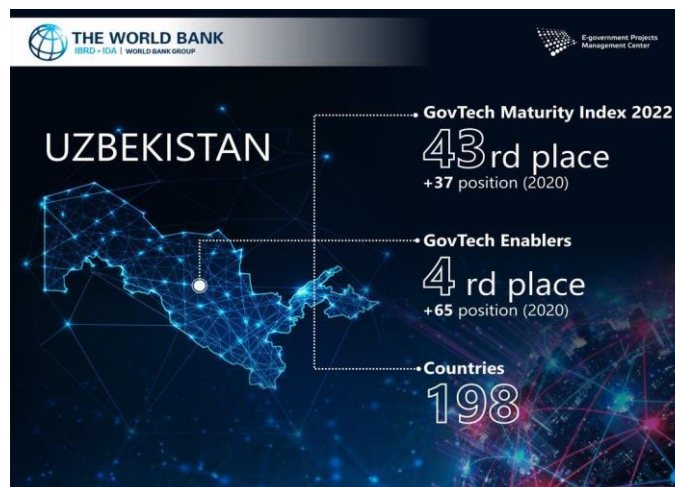 THE WORLD BANK
IBRD • IDA | WORLD BANK GROUP
E-government Projects
Management Center
UZBEKISTAN
GovTech Maturity Index 2022
43rd place
+37 position (2020)
GovTech Enablers
4 rd place
+65 position (2020)
Countries
198